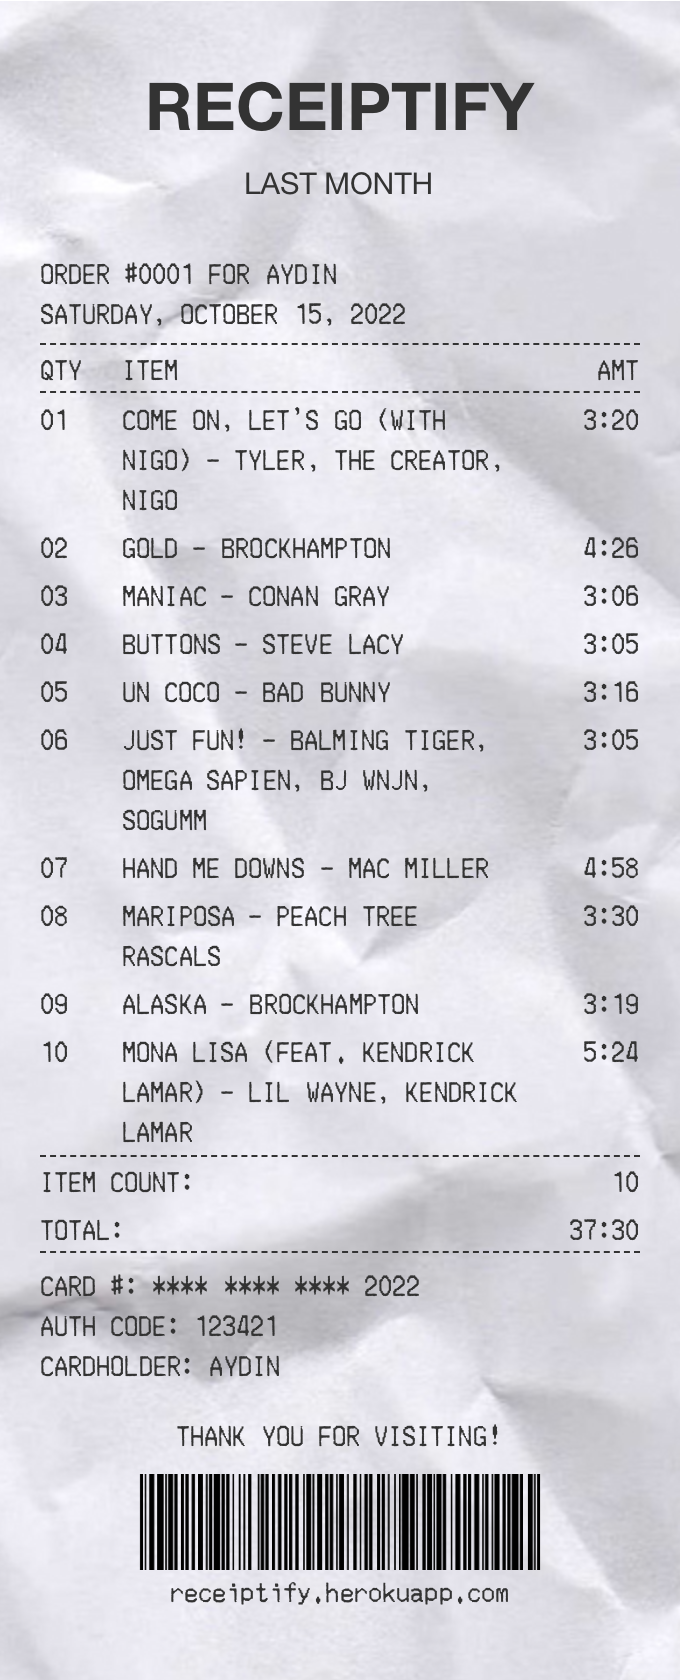 RECEIPTIFY
LAST MONTH
ORDER #0001 FOR AYDIN
SATURDAY, OCTOBER 15, 2022
QTY ITEM AMT
01 COME ON, LET'S GO (WITH 3:20
NIGO) - TYLER, THE CREATOR,
NIGO
02 GOLD - BROCKHAMPTON 4:26
03 MANIAC - CONAN GRAY 3:06
04 BUTTONS - STEVE LACY 3:05
05 UN COCO - BAD BUNNY 3:16
06 JUST FUN! - BALMING TIGER, 3:05
OMEGA SAPIEN, BJ WNJN,
SOGUMM
07 HAND ME DOWNS - MAC MILLER 4:58
08 MARIPOSA - PEACH TREE 3:30
RASCALS
09 ALASKA - BROCKHAMPTON 3:19
10 MONA LISA (FEAT. KENDRICK 5:24
LAMAR) - LIL WAYNE, KENDRICK
LAMAR
ITEM COUNT: 10
TOTAL: 37:30
CARD #: **** **** **** 2022
AUTH CODE: 123421
CARDHOLDER: AYDIN
THANK YOU FOR VISITING!
receiptify.herokuapp.com